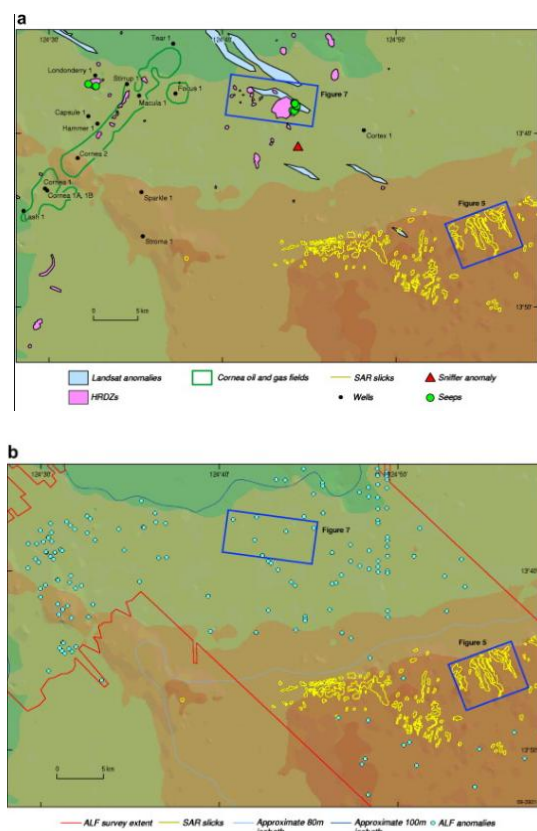 a
124°30' 124°40' 124°50'
Tear 1
Londonderry 1
Stirrup 1
Focus 1
Macula 1
Figure 7
Capsule 1
Hammer 1
Cortex 1
13°40'
Cornea 2
Cornea 1
Cornea 1A, 1B
Sparkle 1
Figure 5
Lash 1
Stroma 1
13°50'
0 5 km
Landsat anomalies Cornea oil and gas fields SAR slicks Sniffer anomaly
HRDZs Wells Seeps
b
124°30' 124°40' 124°50'
Figure 7
13°40'
Figure 5
13°50'
0 5 km
ALF survey extent SAR slicks Approximate 80m Approximate 100m ALF anomalies